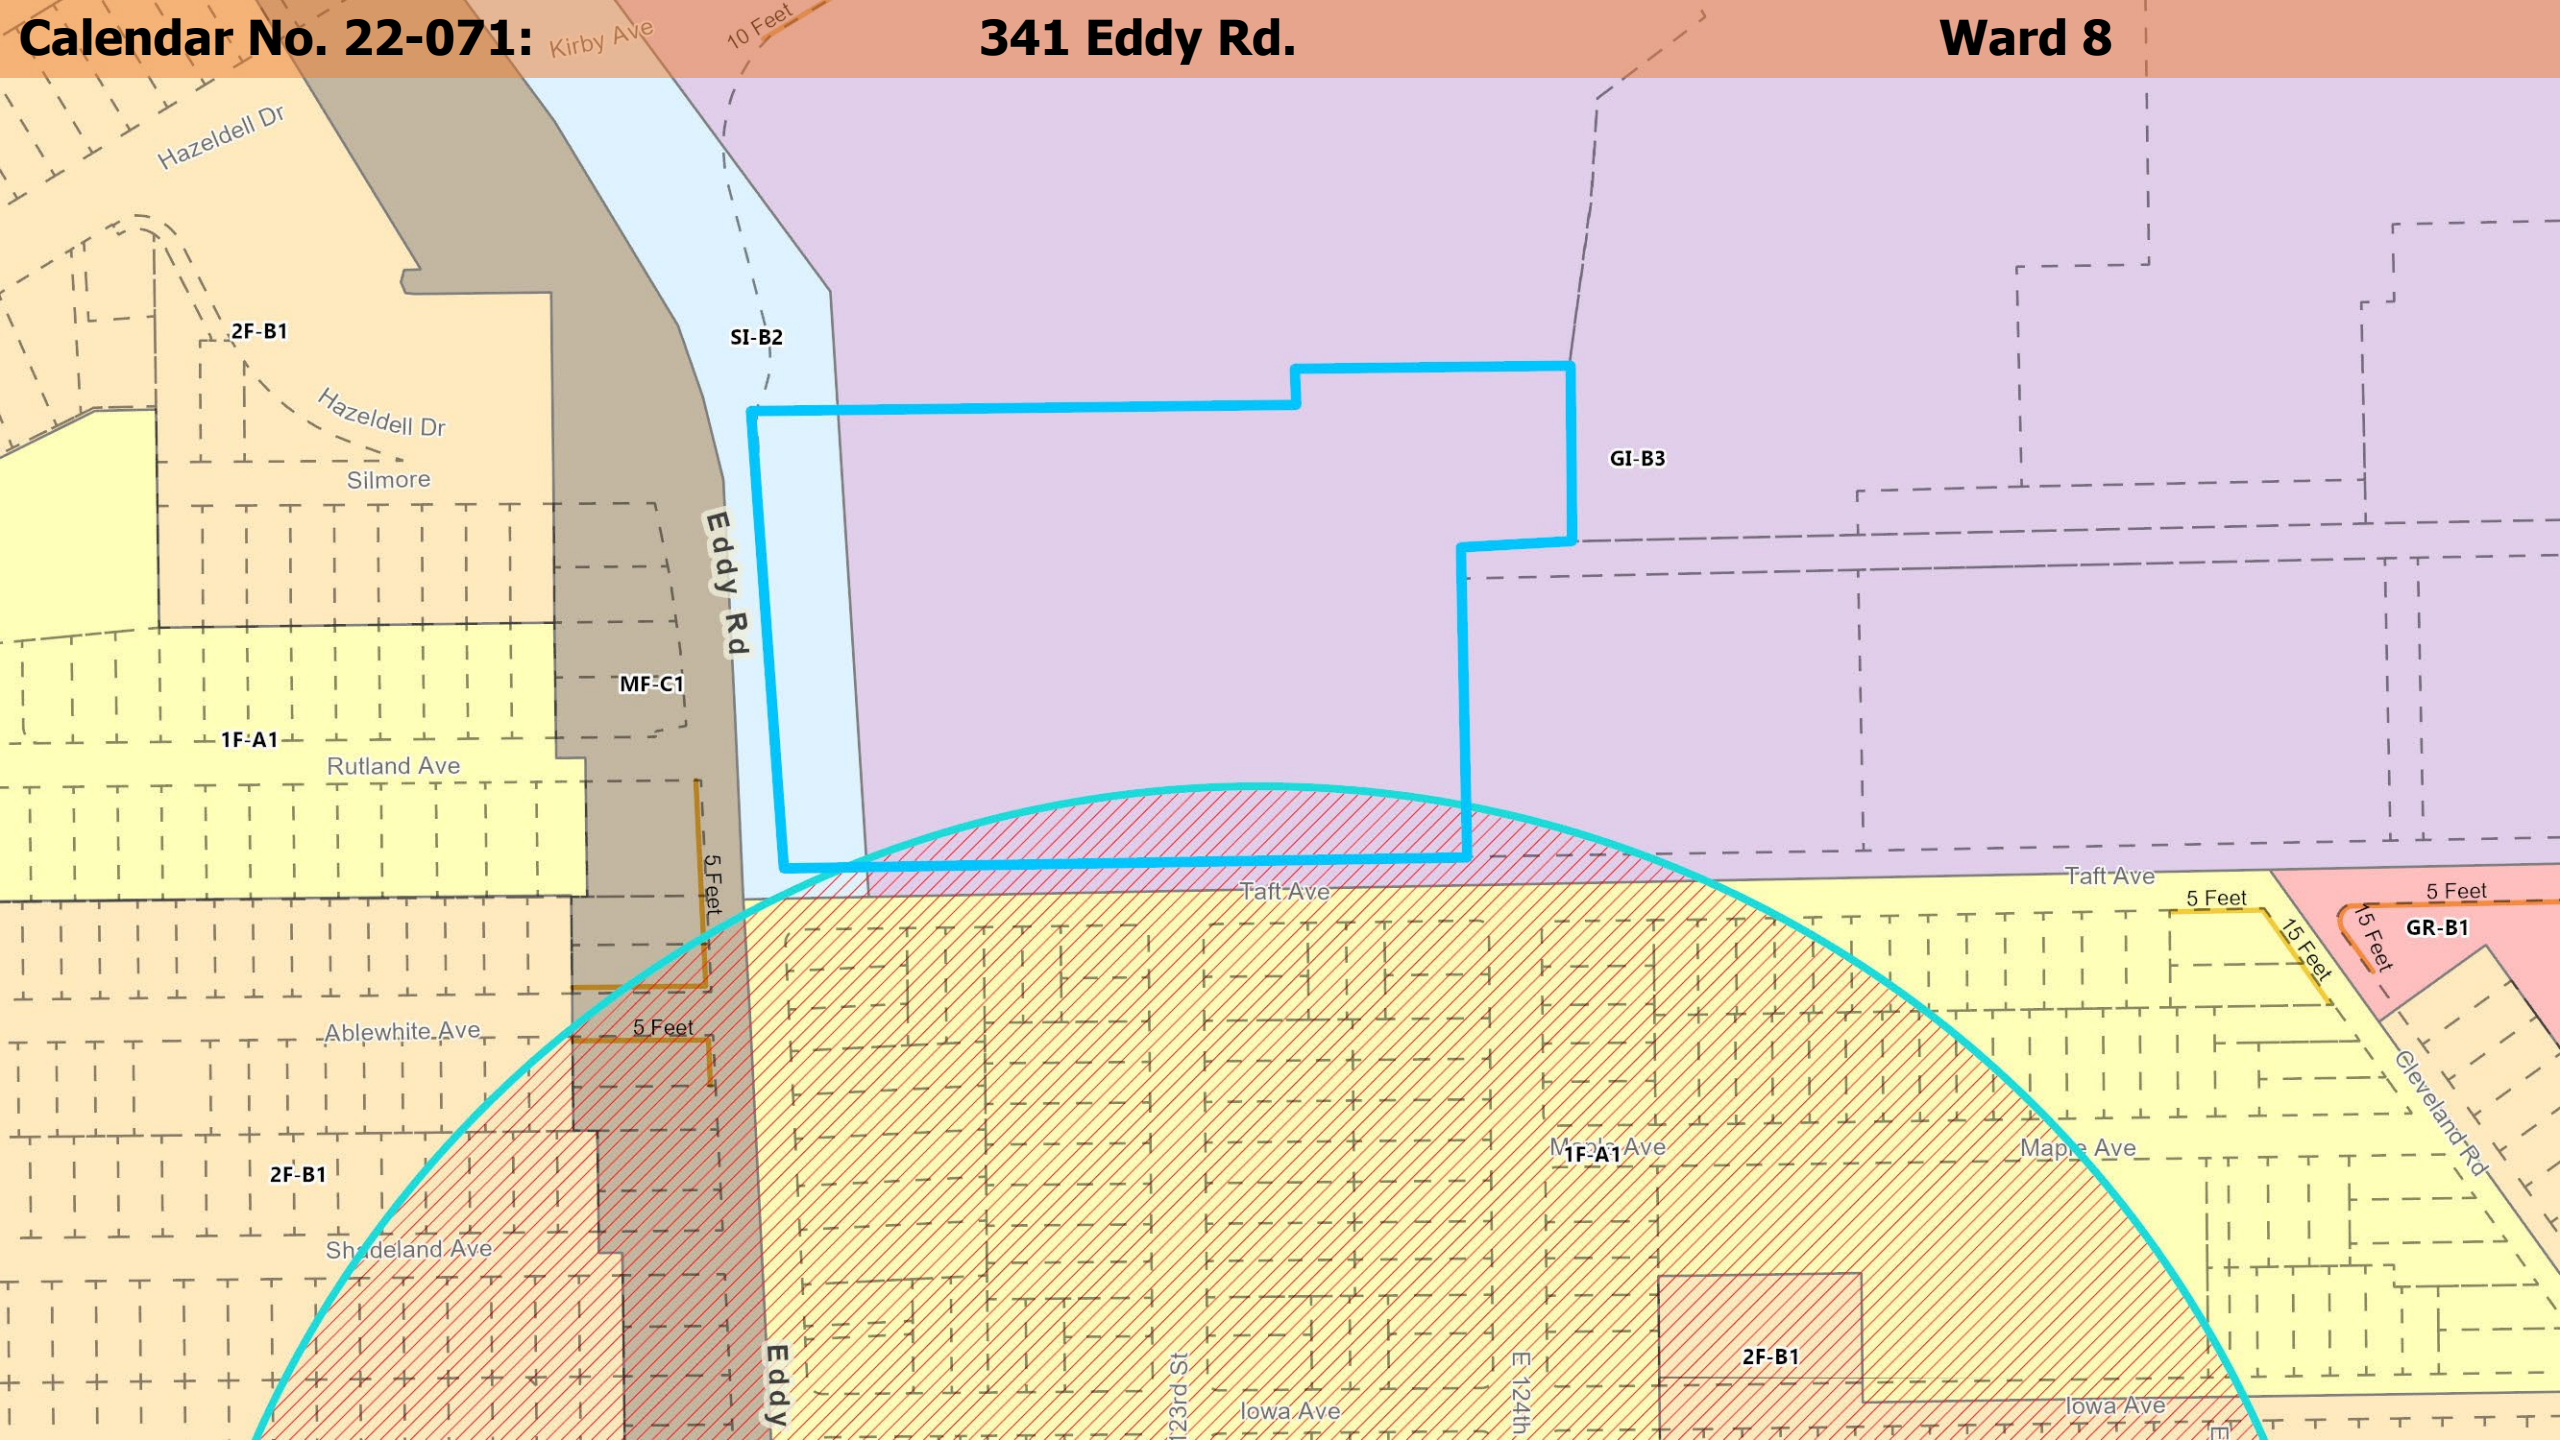 Calendar No. 22-071:
341 Eddy Rd.
Ward 8
Kirby Ave
10 Feet
Hazeldell Dr
2F-B1
SI-B2
Hazeldell Dr
GI-B3
Silmore
Eddy Rd
MF-C1
1F-A1
Rutland Ave
5 Feet
Taft Ave
Taft Ave
5 Feet
15 Feet
5 Feet
15 Feet
GR-B1
Ablewhite Ave
5 Feet
Cleveland Rd
2F-B1
Maple Ave
1F-A1
Maple Ave
Shadeland Ave
Eddy
123rd St
E 124th
2F-B1
Iowa Ave
Iowa Ave
E